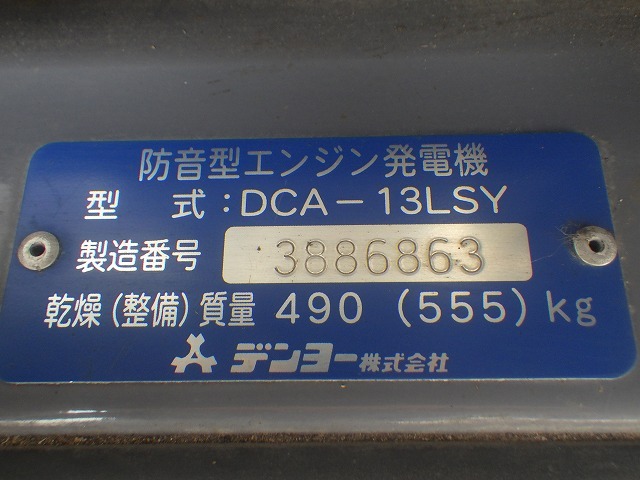 防音型エンジン発電機
型 式：DCA－13LSY
製造番号 3886863
乾燥(整備)質量 490 (555) kg
デンヨー株式会社